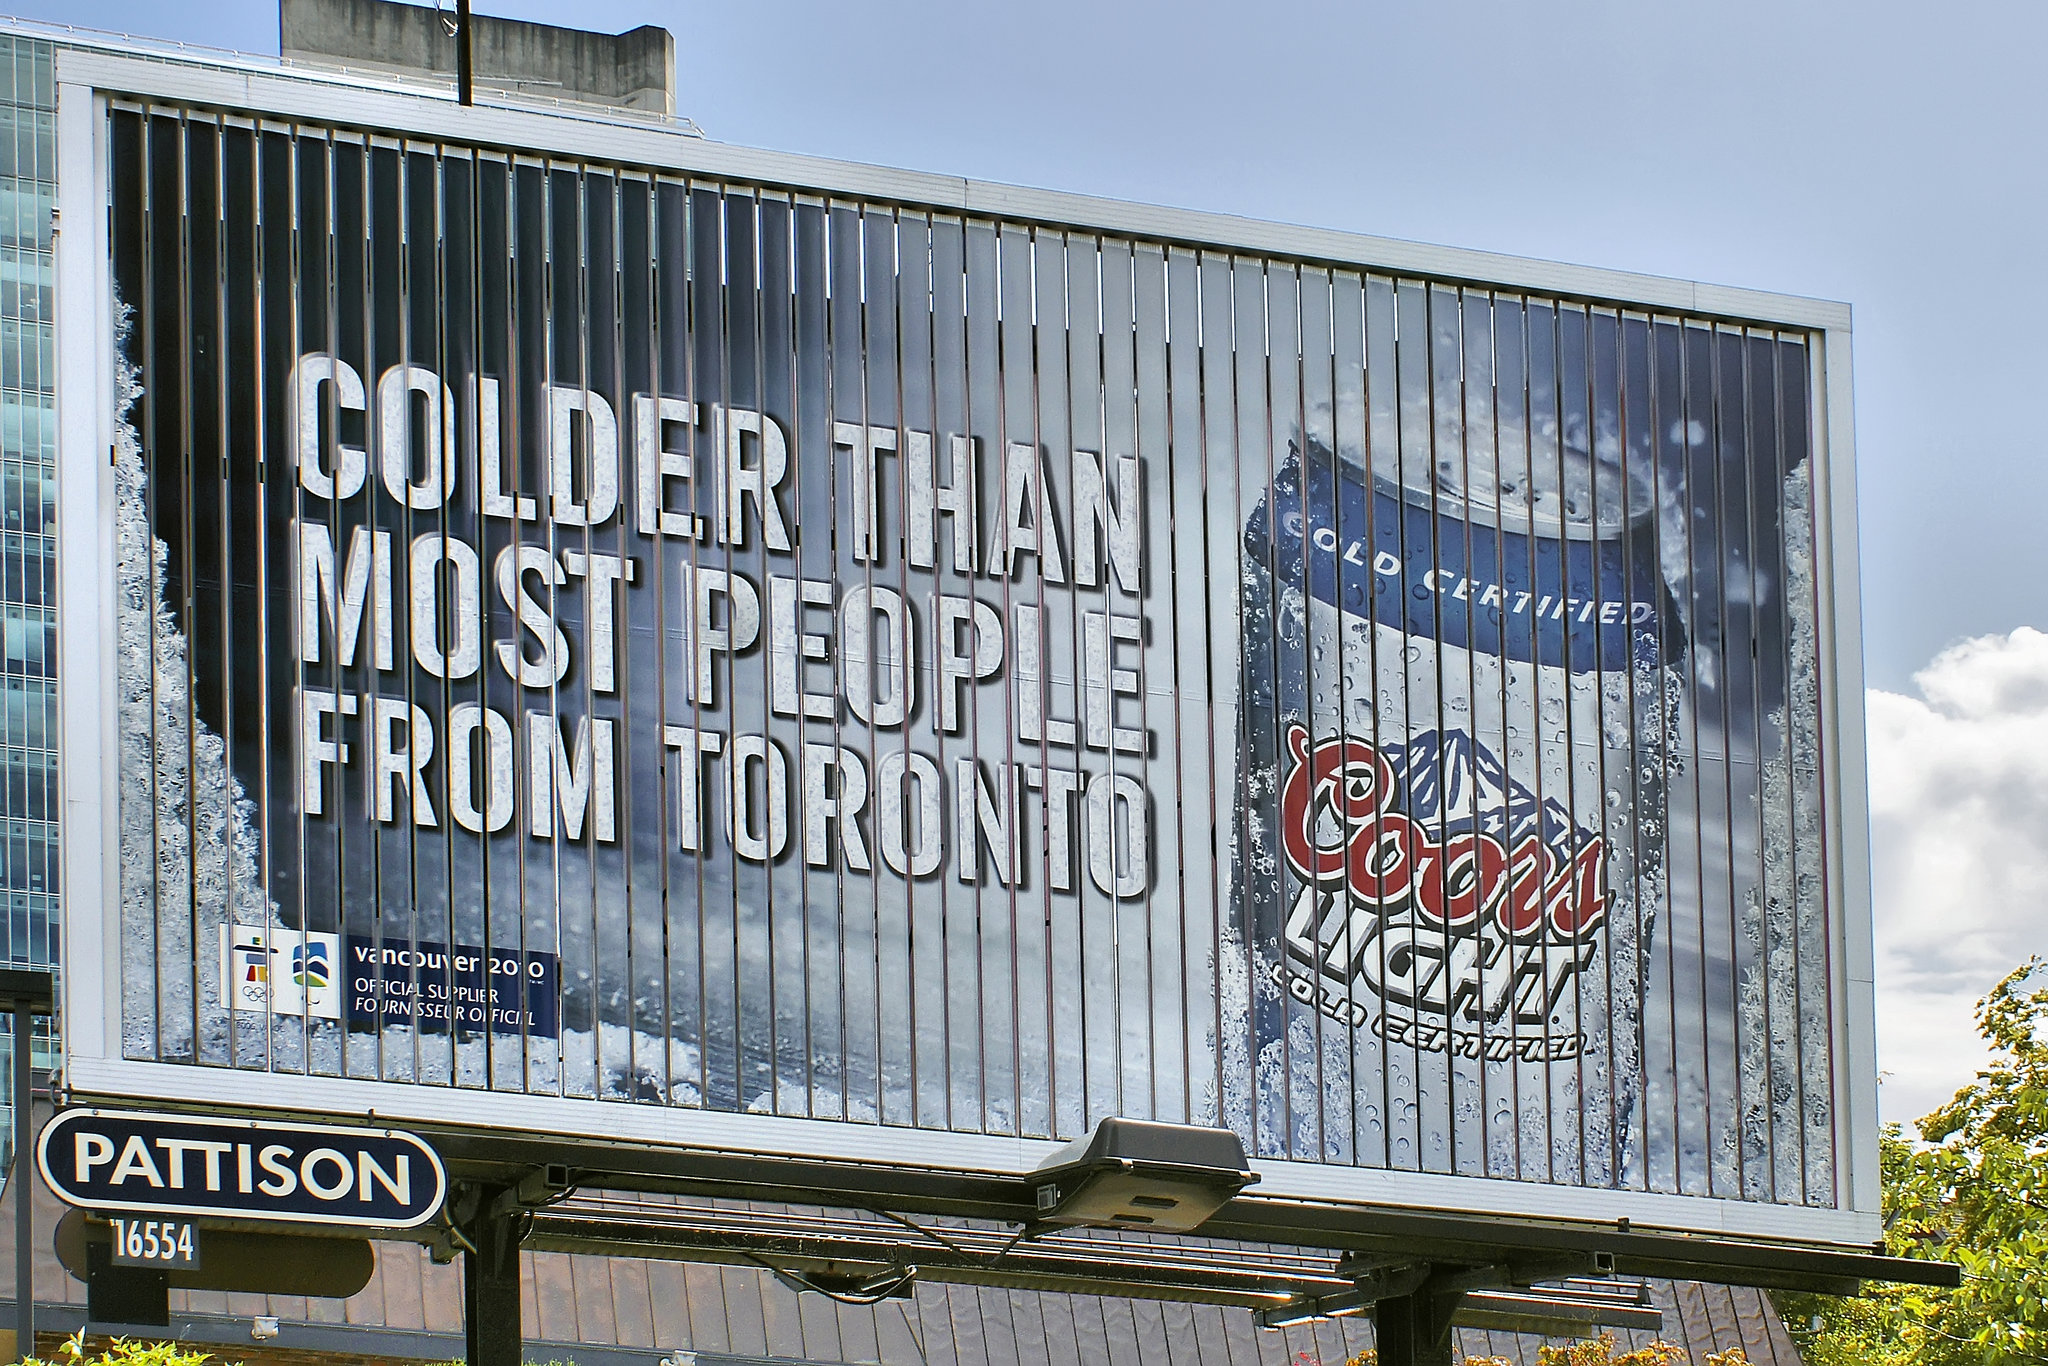 COLDER THAN
MOST PEOPLE
FROM TORONTO
COLD CERTIFIED
Coors
LIGHT
COLD CERTIFIED
vancouver 2010
OFFICIAL SUPPLIER
FOURNISSEUR OFFICIEL
PATTISON
16554